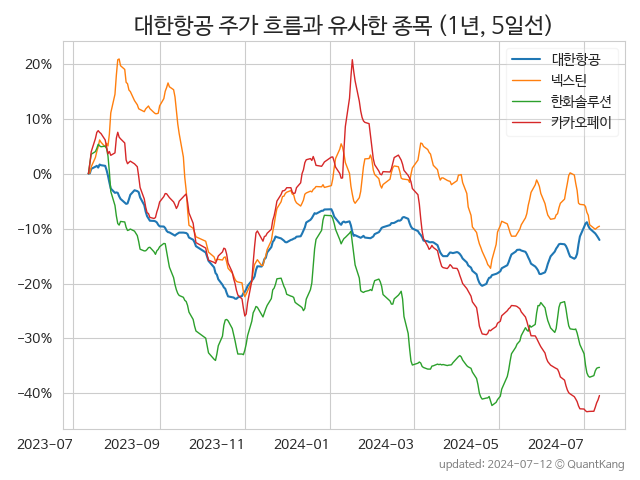 대한항공 주가 흐름과 유사한 종목 (1년, 5일선)
대한항공
넥스틴
한화솔루션
카카오페이
20%
10%
0%
−10%
−20%
−30%
−40%
2023-07 2023-09 2023-11 2024-01 2024-03 2024-05 2024-07
updated: 2024-07-12 © QuantKang